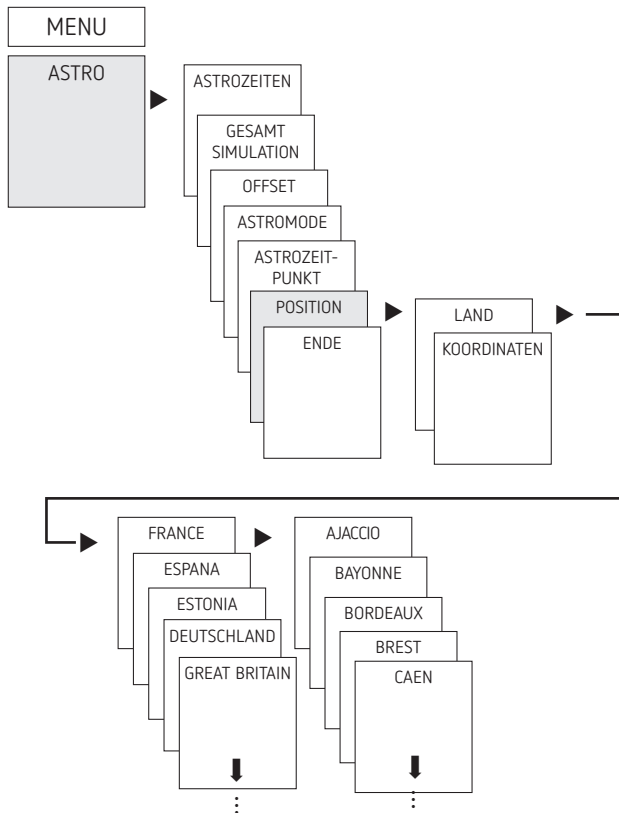 MENU
ASTRO
ASTROZEITEN
GESAMT
SIMULATION
OFFSET
ASTROMODE
ASTROZEIT-
PUNKT
POSITION
ENDE
LAND
KOORDINATEN
FRANCE
ESPANA
ESTONIA
DEUTSCHLAND
GREAT BRITAIN
AJACCIO
BAYONNE
BORDEAUX
BREST
CAEN